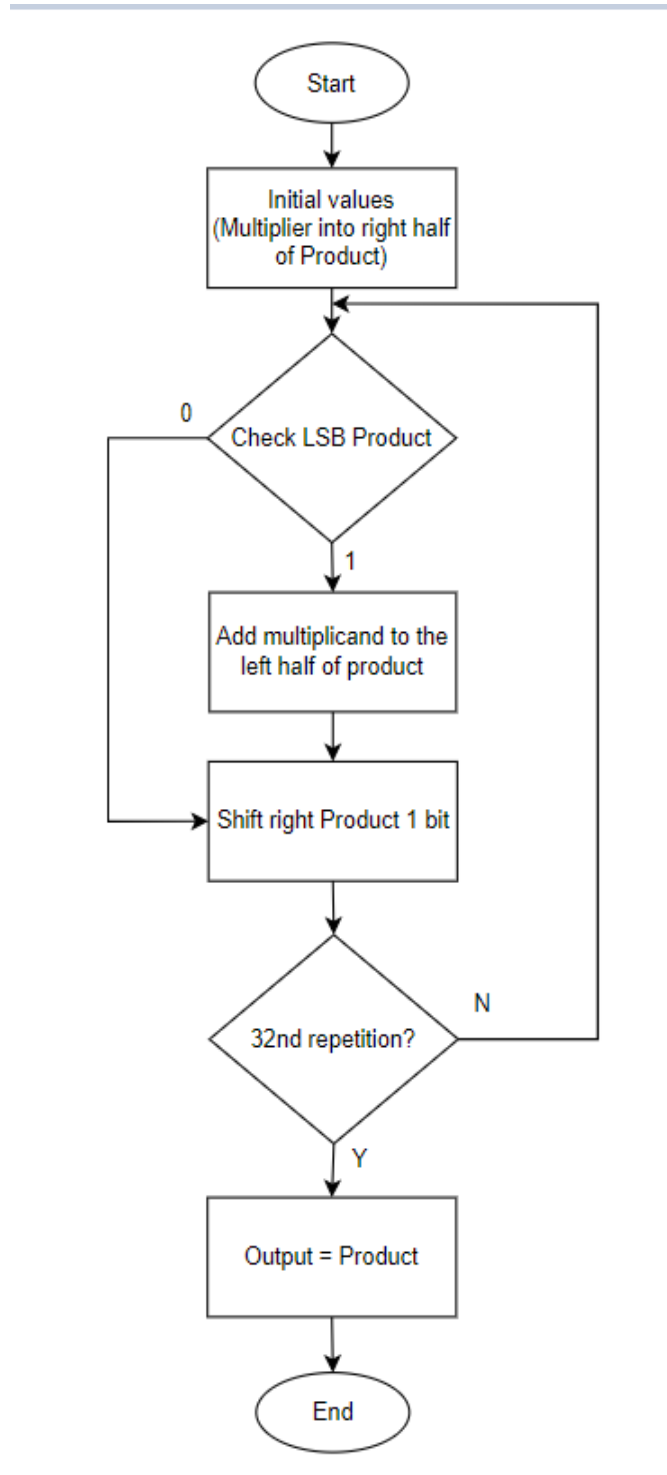 Start
Initial values
(Multiplier into right half
of Product)
0
Check LSB Product
1
Add multiplicand to the
left half of product
Shift right Product 1 bit
N
32nd repetition?
Y
Output = Product
End